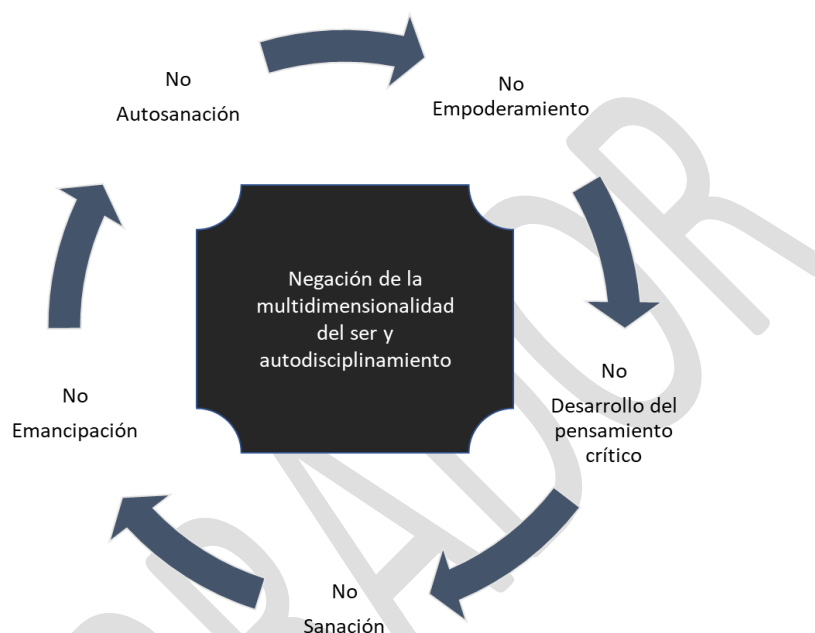 No
Autosanación
No
Empoderamiento
Negación de la
multidimensionalidad
del ser y
autodisciplinamiento
No
Desarrollo del
pensamiento
crítico
No
Emancipación
No
Sanación
RADOR